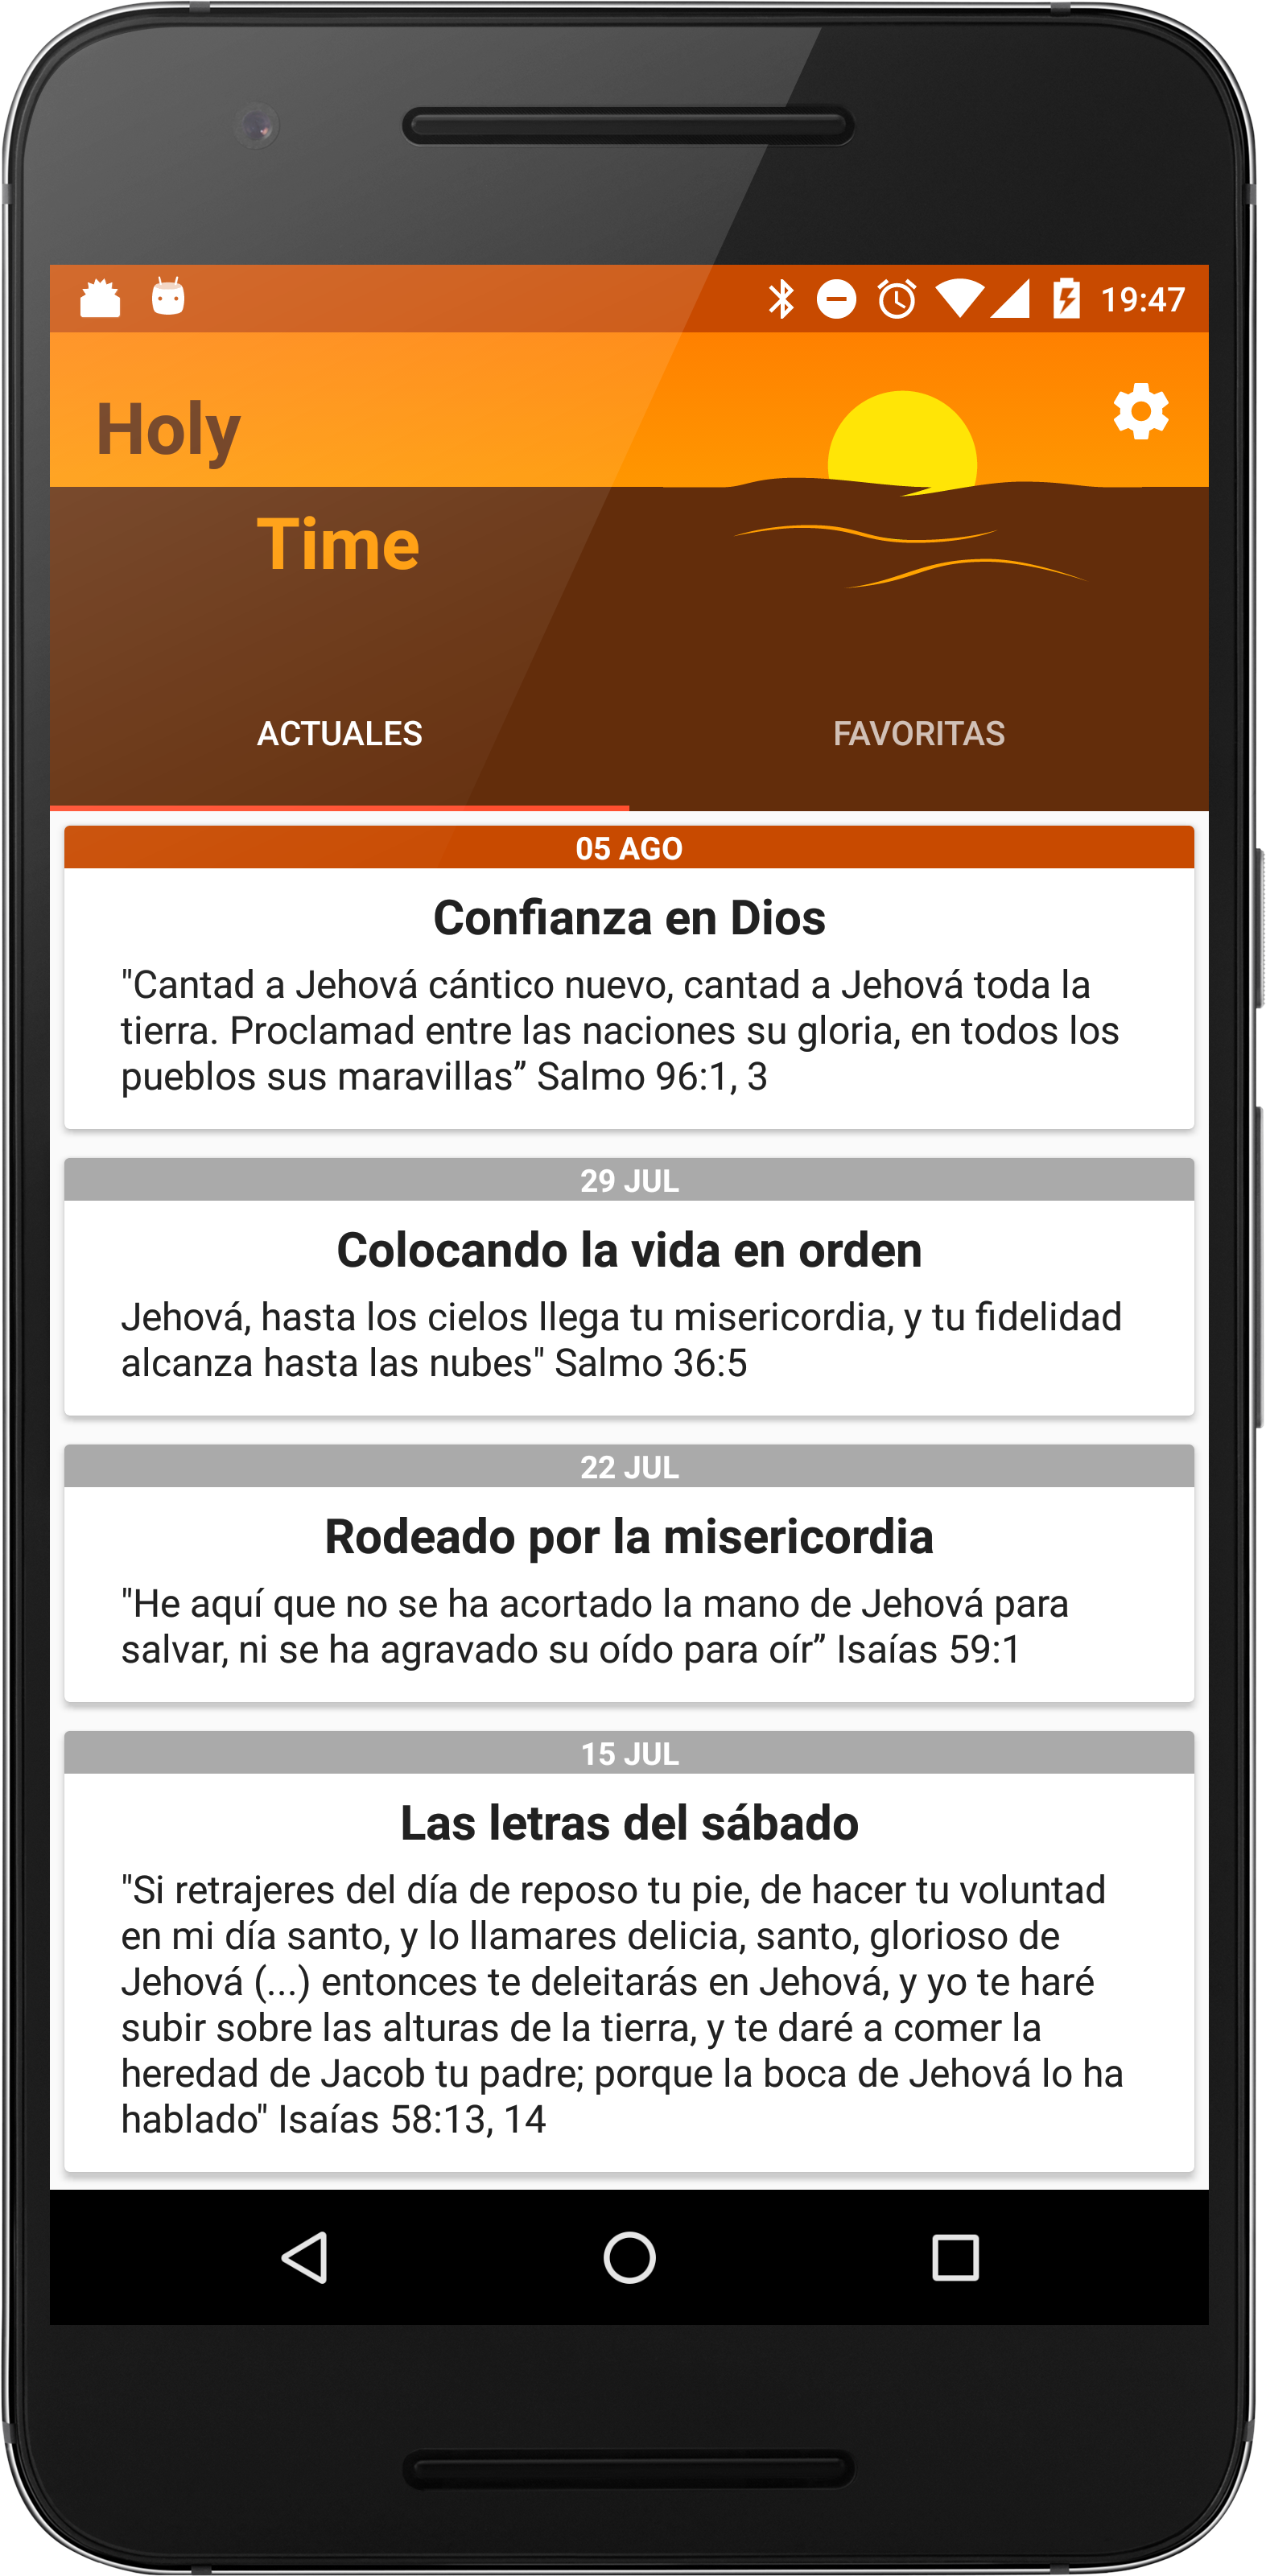 19:47
Holy
Time
ACTUALES
FAVORITAS
05 AGO
Confianza en Dios
"Cantad a Jehová cántico nuevo, cantad a Jehová toda la
tierra. Proclamad entre las naciones su gloria, en todos los
pueblos sus maravillas” Salmo 96:1, 3
29 JUL
Colocando la vida en orden
Jehová, hasta los cielos llega tu misericordia, y tu fidelidad
alcanza hasta las nubes" Salmo 36:5
22 JUL
Rodeado por la misericordia
"He aquí que no se ha acortado la mano de Jehová para
salvar, ni se ha agravado su oído para oír” Isaías 59:1
15 JUL
Las letras del sábado
"Si retrajeres del día de reposo tu pie, de hacer tu voluntad
en mi día santo, y lo llamares delicia, santo, glorioso de
Jehová (...) entonces te deleitarás en Jehová, y yo te haré
subir sobre las alturas de la tierra, y te daré a comer la
heredad de Jacob tu padre; porque la boca de Jehová lo ha
hablado" Isaías 58:13, 14